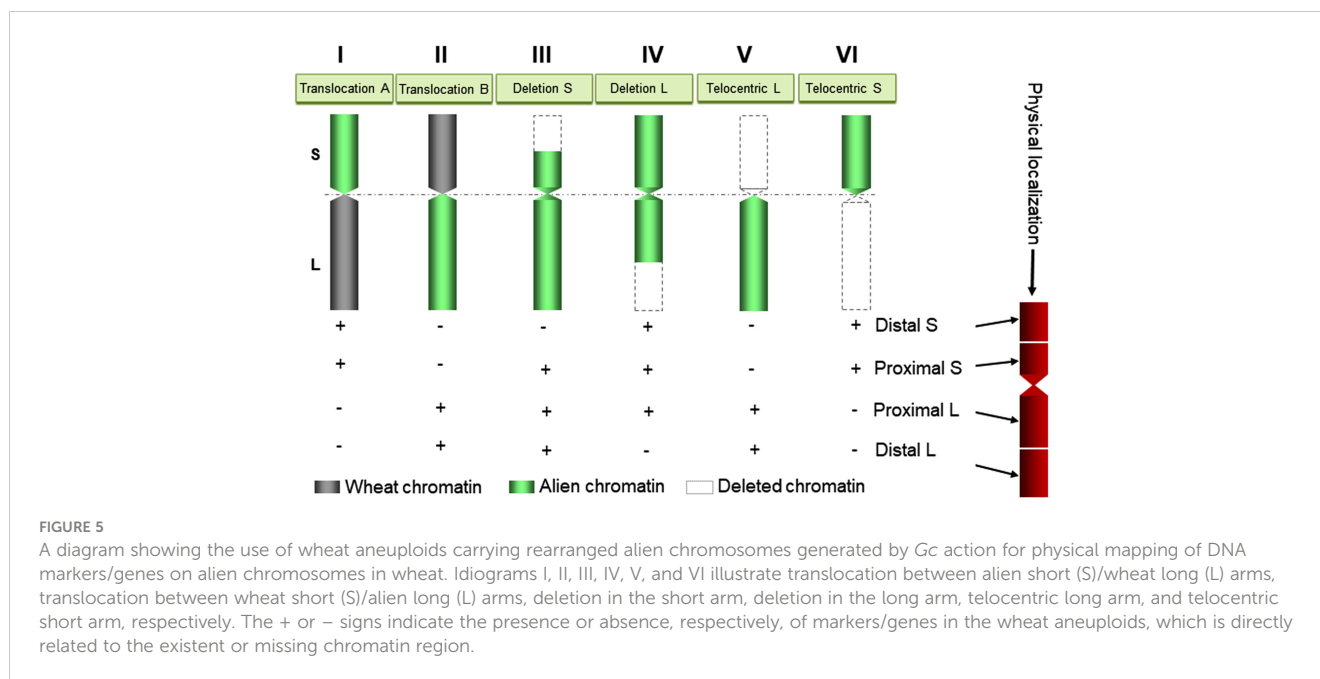 I II III IV V VI
Translocation A Translocation B Deletion S Deletion L Telocentric L Telocentric S
Physical localization
S
L
+ - - + - + Distal S
+ - + + - + Proximal S
- + + + + - Proximal L
- + + - + - Distal L
Wheat chromatin Alien chromatin Deleted chromatin
FIGURE 5
A diagram showing the use of wheat aneuploids carrying rearranged alien chromosomes generated by Gc action for physical mapping of DNA
markers/genes on alien chromosomes in wheat. Idiograms I, II, III, IV, V, and VI illustrate translocation between alien short (S)/wheat long (L) arms,
translocation between wheat short (S)/alien long (L) arms, deletion in the short arm, deletion in the long arm, telocentric long arm, and telocentric
short arm, respectively. The + or – signs indicate the presence or absence, respectively, of markers/genes in the wheat aneuploids, which is directly
related to the existent or missing chromatin region.